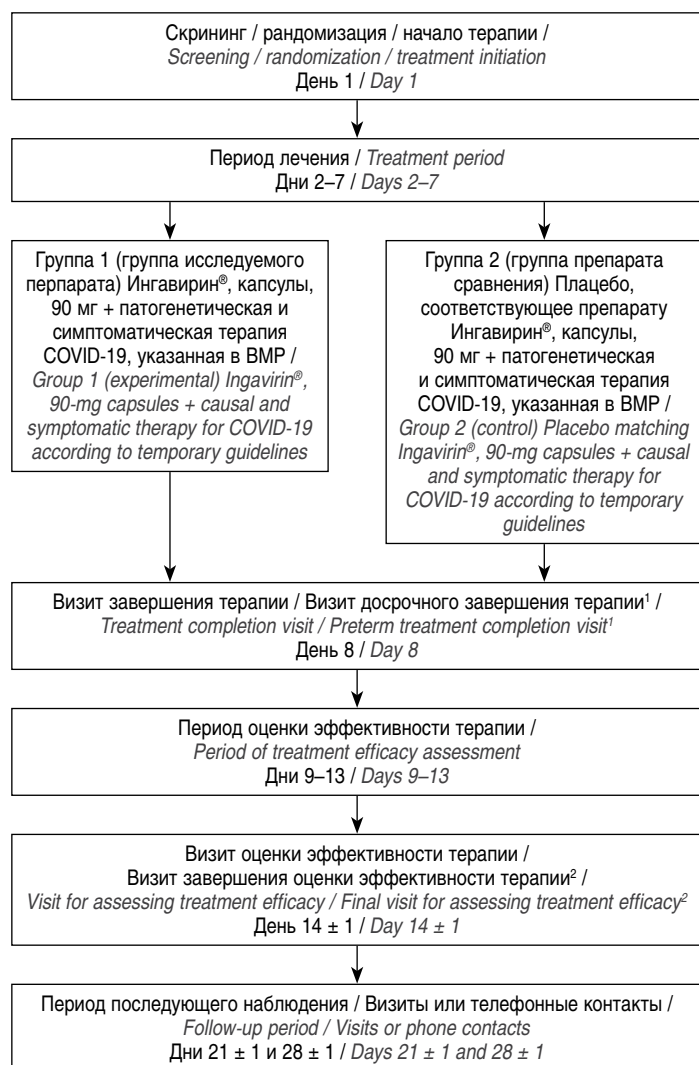 Скрининг / рандомизация / начало терапии /
Screening / randomization / treatment initiation
День 1 / Day 1
Период лечения / Treatment period
Дни 2–7 / Days 2–7
Группа 1 (группа исследуемого
перпарата) Ингавирин®, капсулы,
90 мг + патогенетическая и
симптоматическая терапия
COVID-19, указанная в ВМР /
Group 1 (experimental) Ingavirin®,
90-mg capsules + causal and
symptomatic therapy for COVID-19
according to temporary guidelines
Группа 2 (группа препарата
сравнения) Плацебо,
соответствующее препарату
Ингавирин®, капсулы,
90 мг + патогенетическая
и симптоматическая терапия
COVID-19, указанная в ВМР /
Group 2 (control) Placebo matching
Ingavirin®, 90-mg capsules + causal
and symptomatic therapy for
COVID-19 according to temporary
guidelines
Визит завершения терапии / Визит досрочного завершения терапии¹ /
Treatment completion visit / Preterm treatment completion visit¹
День 8 / Day 8
Период оценки эффективности терапии /
Period of treatment efficacy assessment
Дни 9–13 / Days 9–13
Визит оценки эффективности терапии /
Визит завершения оценки эффективности терапии² /
Visit for assessing treatment efficacy / Final visit for assessing treatment efficacy²
День 14 ± 1 / Day 14 ± 1
Период последующего наблюдения / Визиты или телефонные контакты /
Follow-up period / Visits or phone contacts
Дни 21 ± 1 и 28 ± 1 / Days 21 ± 1 and 28 ± 1